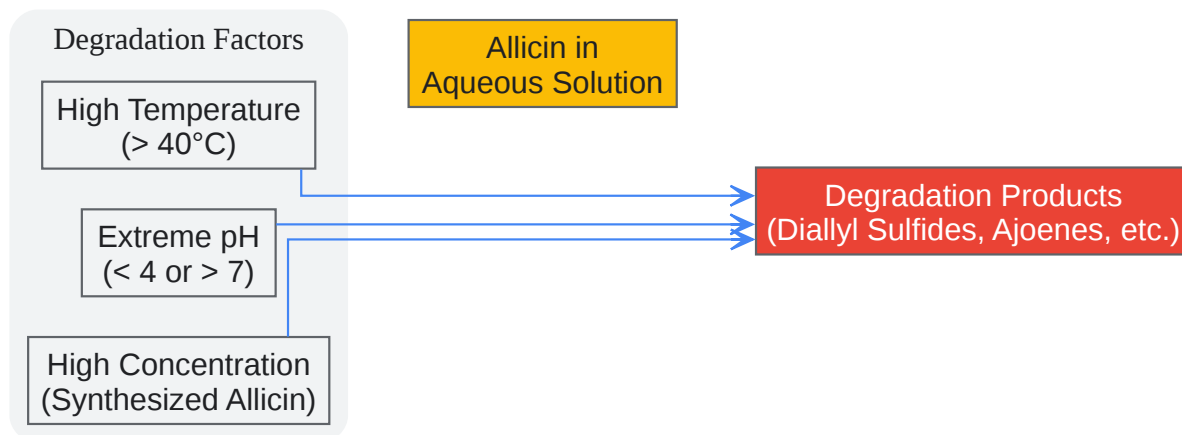 Degradation Factors
High Temperature
(> 40°C)
Extreme pH
(< 4 or > 7)
High Concentration
(Synthesized Allicin)
Allicin in
Aqueous Solution
Degradation Products
(Diallyl Sulfides, Ajoenes, etc.)